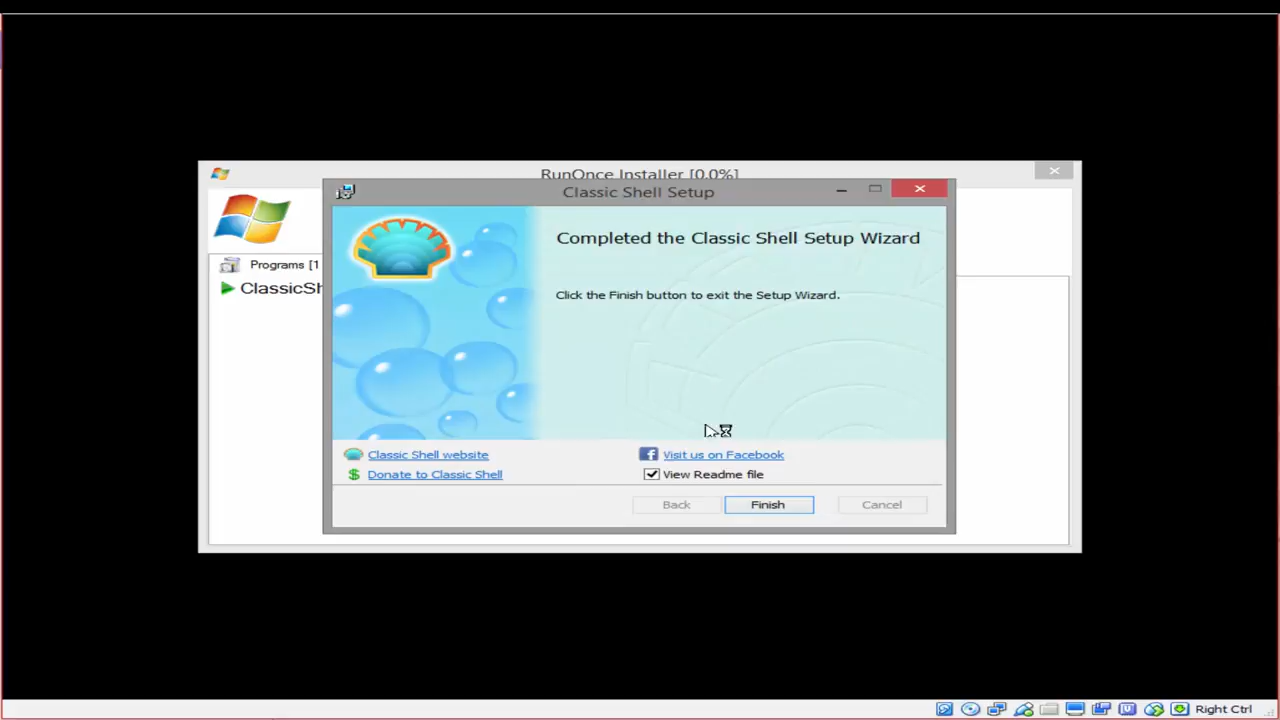 RunOnce Installer [0.0%]
Classic Shell Setup
Completed the Classic Shell Setup Wizard
Programs [1
ClassicSh
Click the Finish button to exit the Setup Wizard.
Classic Shell website
Visit us on Facebook
Donate to Classic Shell
View Readme file
Back
Finish
Cancel
Right Ctrl